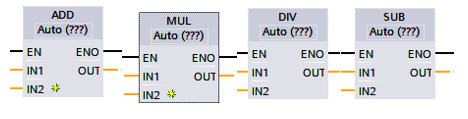 ADD
Auto (???)
EN ENO
IN1 OUT
IN2
MUL
Auto (???)
EN ENO
IN1 OUT
IN2
DIV
Auto (???)
EN ENO
IN1 OUT
IN2
SUB
Auto (???)
EN ENO
IN1 OUT
IN2